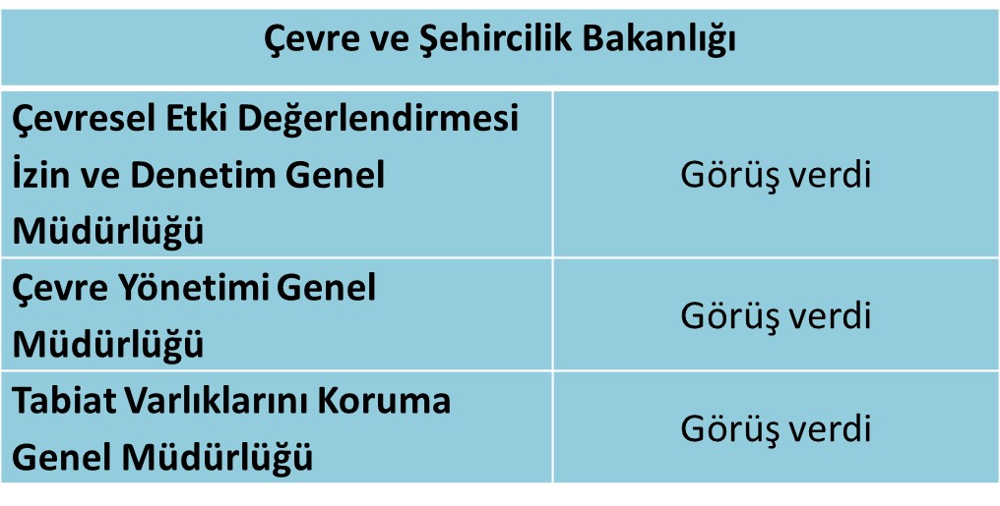 Çevre ve Şehircilik Bakanlığı
Çevresel Etki Değerlendirmesi
İzin ve Denetim Genel
Müdürlüğü
Görüş verdi
Çevre Yönetimi Genel
Müdürlüğü
Görüş verdi
Tabiat Varlıklarını Koruma
Genel Müdürlüğü
Görüş verdi